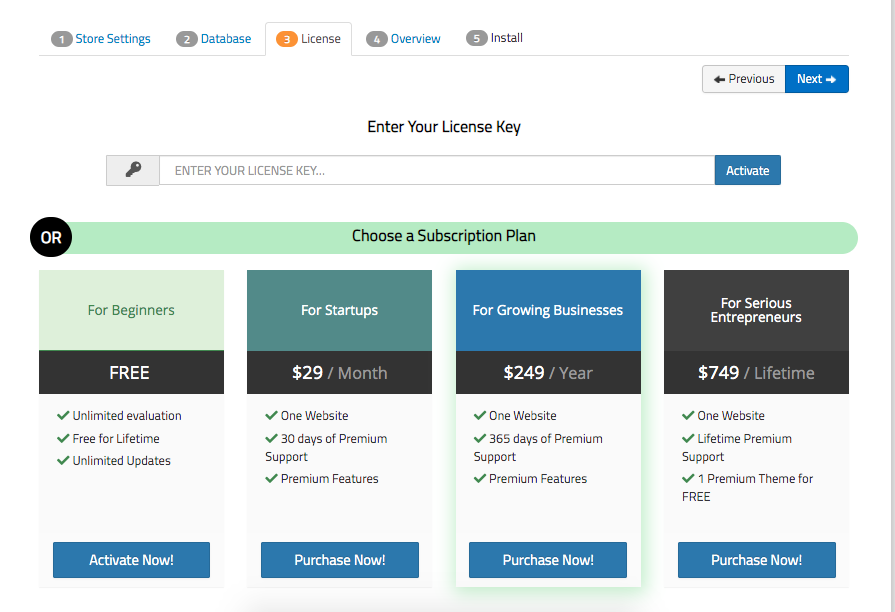 1 Store Settings 2 Database 3 License 4 Overview 5 Install
Previous Next
Enter Your License Key
ENTER YOUR LICENSE KEY... Activate
OR Choose a Subscription Plan
For Beginners
FREE
Unlimited evaluation
Free for Lifetime
Unlimited Updates
Activate Now!
For Startups
$29 / Month
One Website
30 days of Premium
Support
Premium Features
Purchase Now!
For Growing Businesses
$249 / Year
One Website
365 days of Premium
Support
Premium Features
Purchase Now!
For Serious
Entrepreneurs
$749 / Lifetime
One Website
Lifetime Premium
Support
1 Premium Theme for
FREE
Purchase Now!